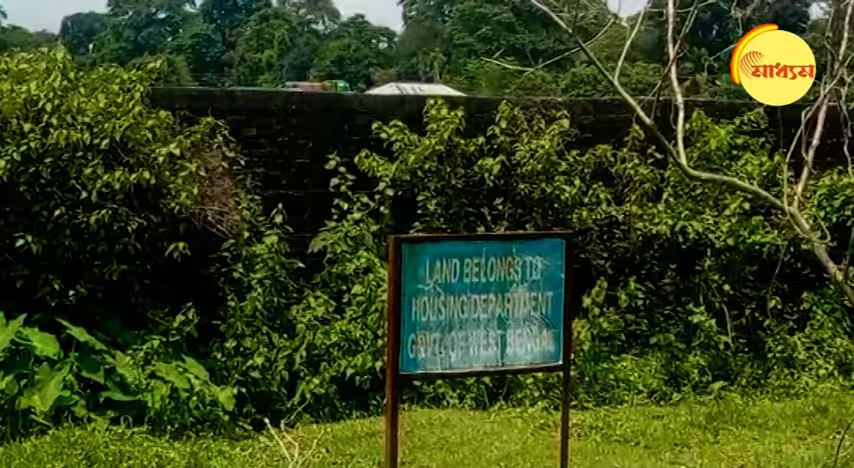 মাধ্যম
LAND BELONGS TO
HOUSING DEPARTMENT
GOVT. OF WEST BENGAL